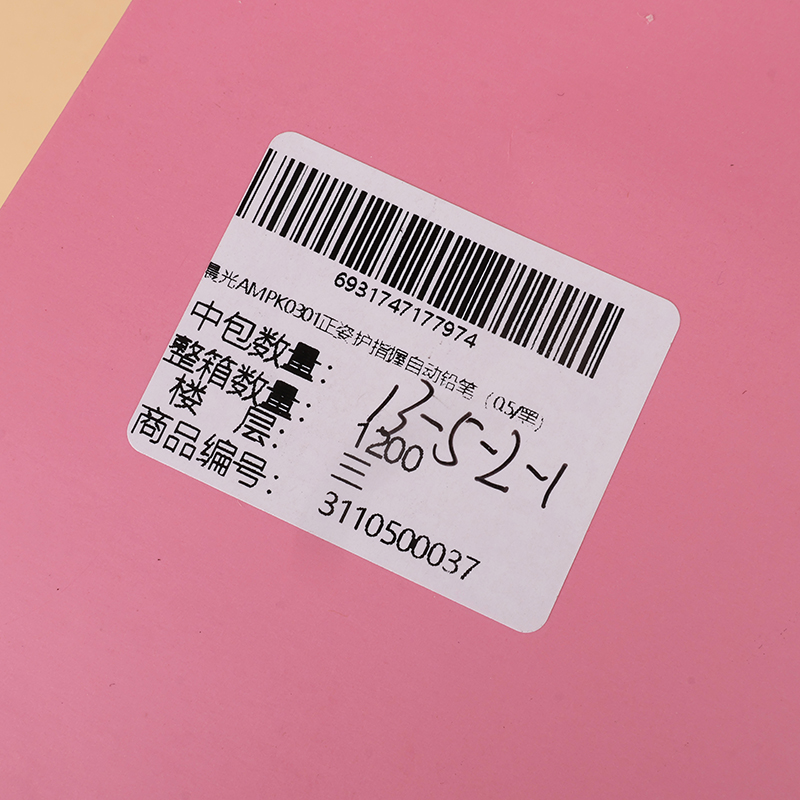 6931747177974
晨光AMPK0301正姿护指握自动铅笔（0.5/黑）
中包数量：
整箱数量： 1200
13-5-2-1
楼 层： 三
商品编号： 3110500037